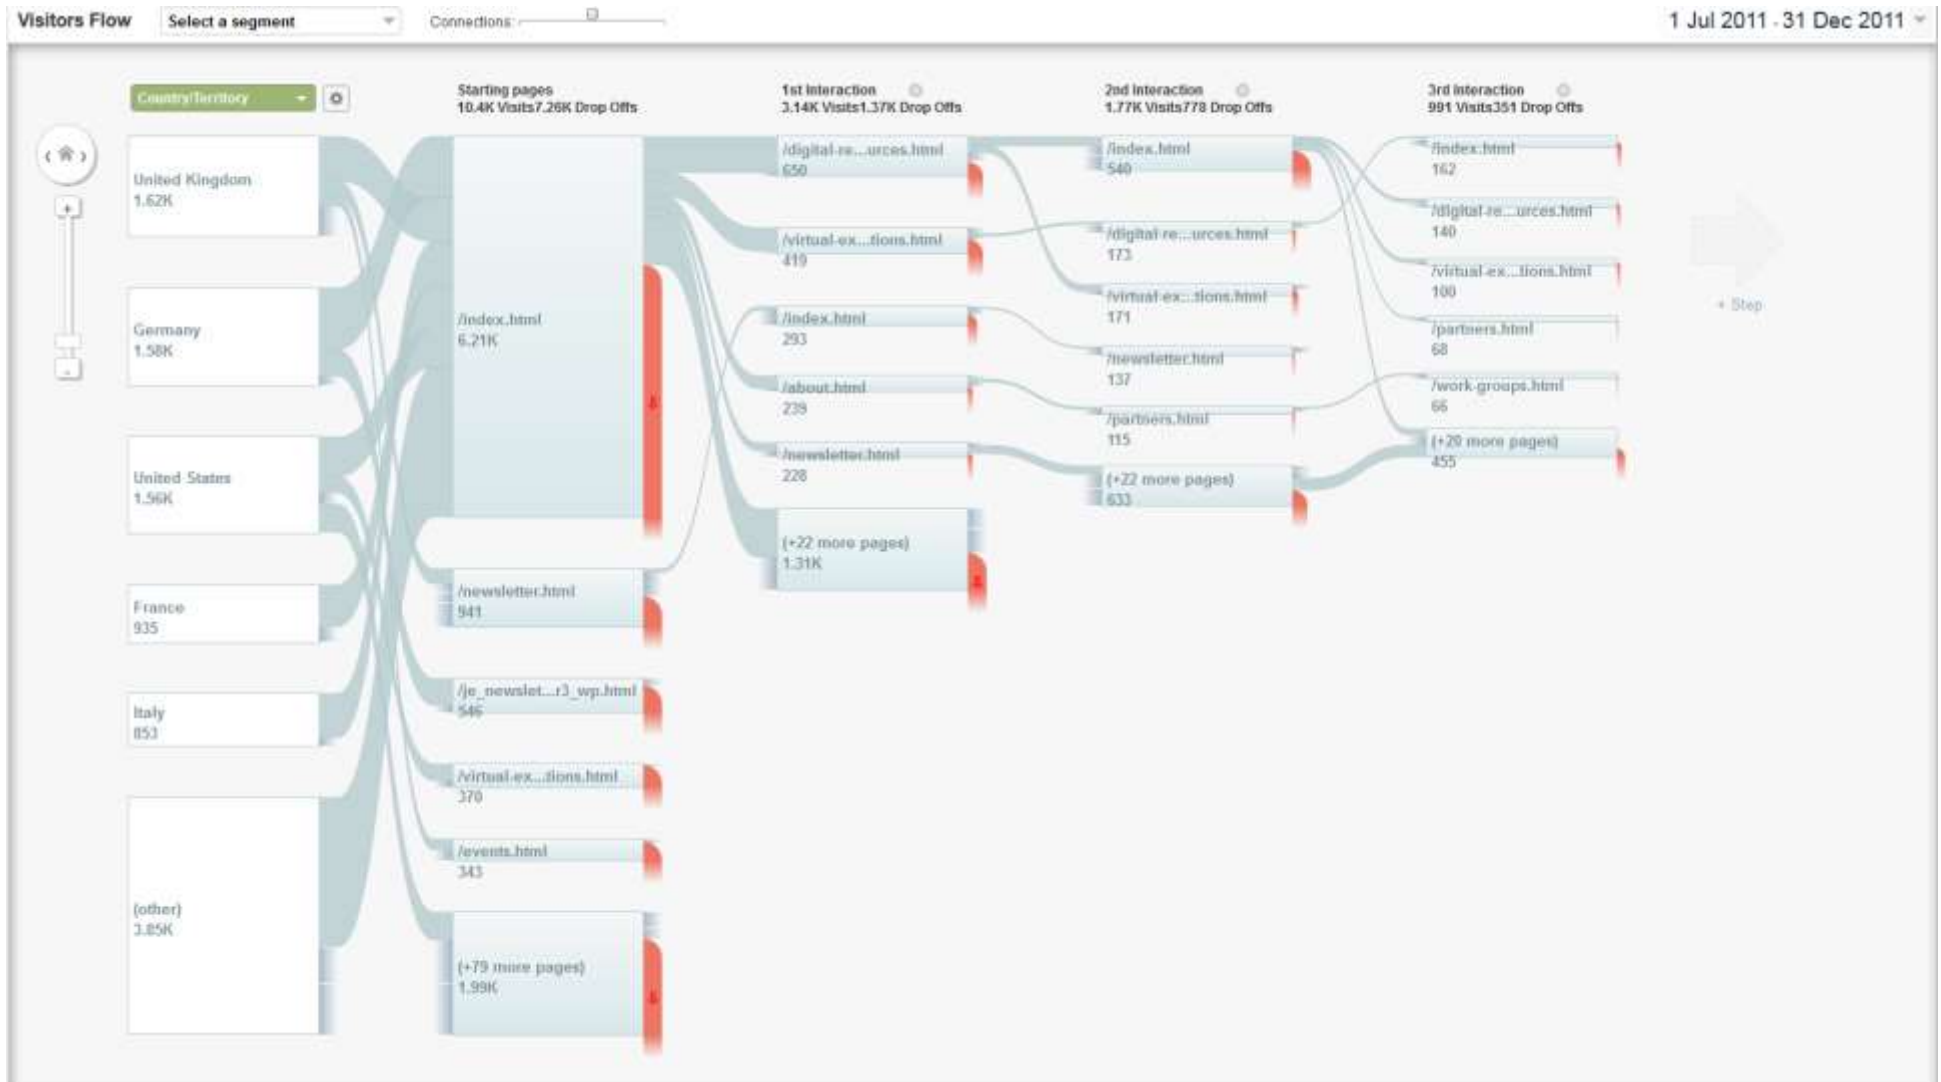 Visitors Flow
Select a segment
Connections:
1 Jul 2011 - 31 Dec 2011
Country/Territory
Starting pages
10.4K Visits7.26K Drop Offs
1st Interaction
3.14K Visits1.37K Drop Offs
2nd Interaction
1.77K Visits778 Drop Offs
3rd Interaction
991 Visits351 Drop Offs
+
-
United Kingdom
1.62K
Germany
1.58K
United States
1.56K
France
935
Italy
853
(other)
3.85K
/index.html
6.21K
/newsletter.html
941
/je_newslet...r3_wp.html
546
/virtual-ex...tions.html
370
/events.html
343
(+79 more pages)
1.99K
/digital-re...urces.html
650
/virtual-ex...tions.html
419
/index.html
293
/about.html
239
/newsletter.html
228
(+22 more pages)
1.31K
/index.html
540
/digital-re...urces.html
173
/virtual-ex...tions.html
171
/newsletter.html
137
/partners.html
115
(+22 more pages)
633
/index.html
162
/digital-re...urces.html
140
/virtual-ex...tions.html
100
/partners.html
68
/work-groups.html
66
(+20 more pages)
455
+ Step